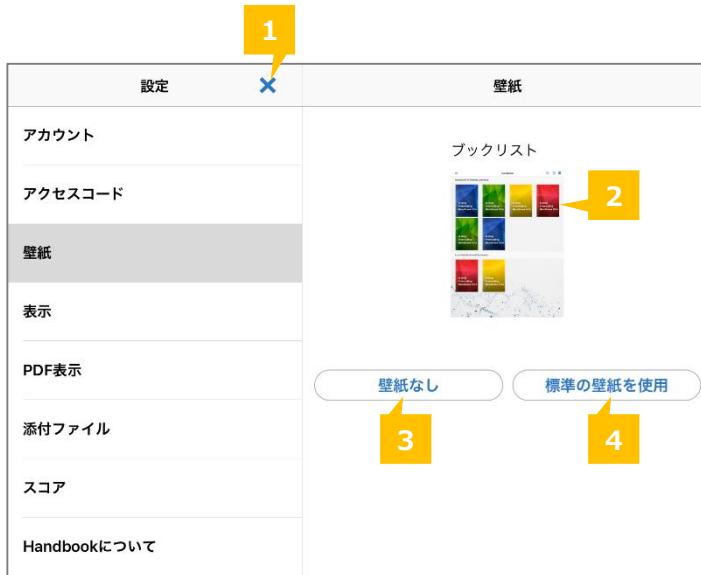 1
設定
壁紙
アカウント
アクセスコード
壁紙
表示
PDF表示
添付ファイル
スコア
Handbookについて
ブックリスト
2
壁紙なし
標準の壁紙を使用
3
4